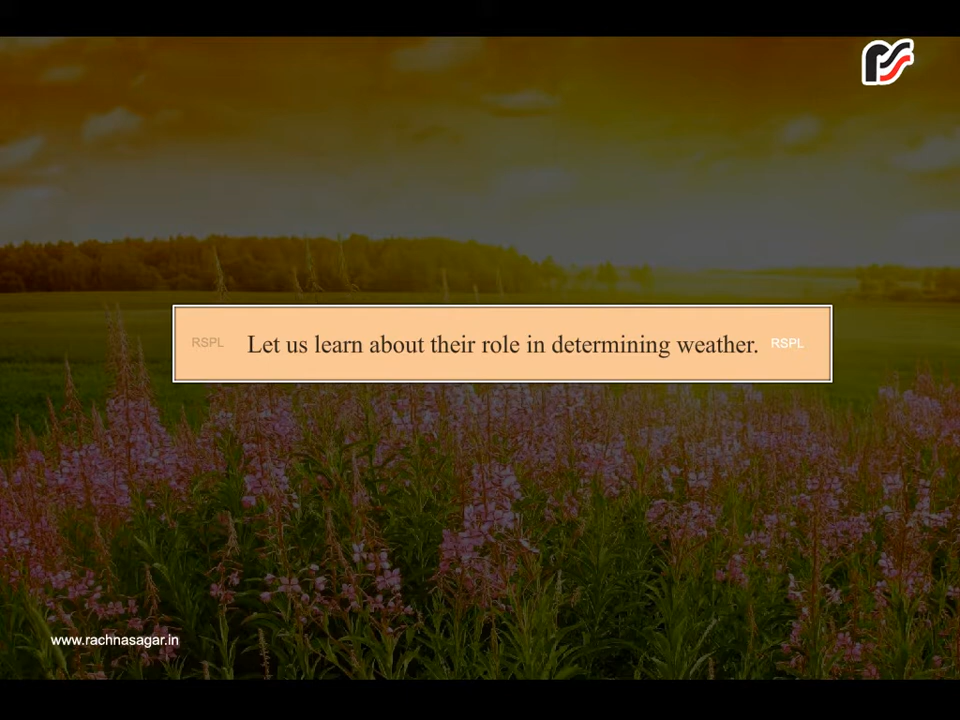 RSPL Let us learn about their role in determining weather. RSPL
www.rachnasagar.in